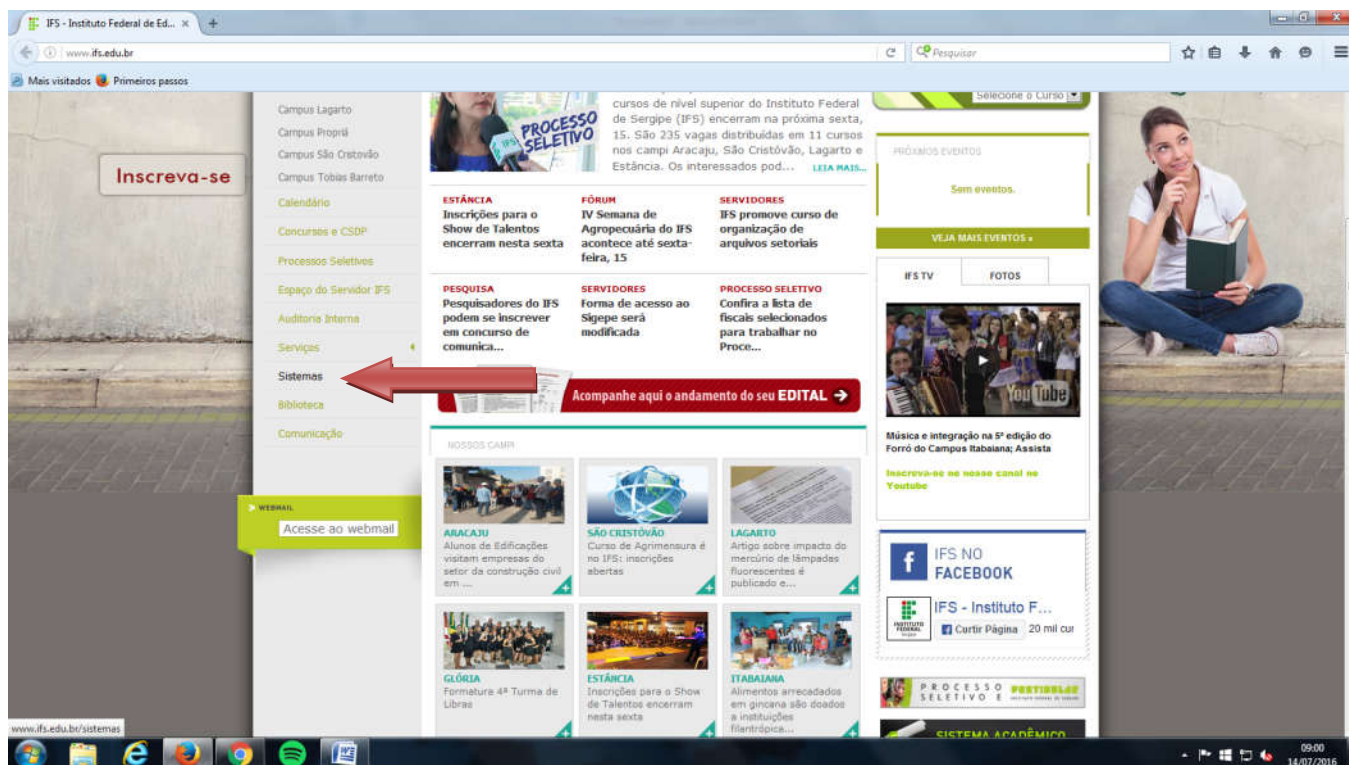 IFS - Instituto Federal de Ed...
www.ifs.edu.br
Pesquisar
Mais visitados
Primeiros passos
Inscreva-se
Campus Lagarto
Campus Propriá
Campus São Cristovão
Campus Tobias Barreto
Calendário
Concursos e CSDP
Processos Seletivos
Espaço do Servidor IFS
Auditoria Interna
Serviços
Sistemas
Biblioteca
Comunicação
WEBMAIL
Acesse ao webmail
PROCESSO
SELETIVO
IFS
cursos de nível superior do Instituto Federal
de Sergipe (IFS) encerram na próxima sexta,
15. São 235 vagas distribuídas em 11 cursos
nos campi Aracaju, São Cristóvão, Lagarto e
Estância. Os interessados pod... LEIA MAIS...
ESTÂNCIA
Inscrições para o
Show de Talentos
encerram nesta sexta
FÓRUM
IV Semana de
Agropecuária do IFS
acontece até sexta-
feira, 15
SERVIDORES
IFS promove curso de
organização de
arquivos setoriais
PESQUISA
Pesquisadores do IFS
podem se inscrever
em concurso de
comunica...
SERVIDORES
Forma de acesso ao
Sigepe será
modificada
PROCESSO SELETIVO
Confira a lista de
fiscais selecionados
para trabalhar no
Proce...
Acompanhe aqui o andamento do seu EDITAL
NOSSOS CAMPI
ARACAJU
Alunos de Edificações
visitam empresas do
setor da construção civil
em ...
SÃO CRISTÓVÃO
Curso de Agrimensura é
no IFS: inscrições
abertas
LAGARTO
Artigo sobre impacto do
mercúrio de lâmpadas
fluorescentes é
publicado e...
GLÓRIA
Formatura 4ª Turma de
Libras
ESTÂNCIA
Inscrições para o Show
de Talentos encerram
nesta sexta
ITABAIANA
Alimentos arrecadados
em gincana são doados
a instituições
filantrópica...
Selecione o Curso
PRÓXIMOS EVENTOS
Sem eventos.
VEJA MAIS EVENTOS »
IFS TV
FOTOS
YouTube
Música e integração na 5ª edição do
Forró do Campus Itabaiana; Assista
Inscreva-se no nosso canal no
Youtube
IFS NO
FACEBOOK
INSTITUTO
FEDERAL
Sergipe
IFS - Instituto F...
Curtir Página
20 mil cur
PROCESSO
SELETIVO E VESTIBULAR
SISTEMA ACADÊMICO
www.ifs.edu.br/sistemas
09:00
14/07/2016